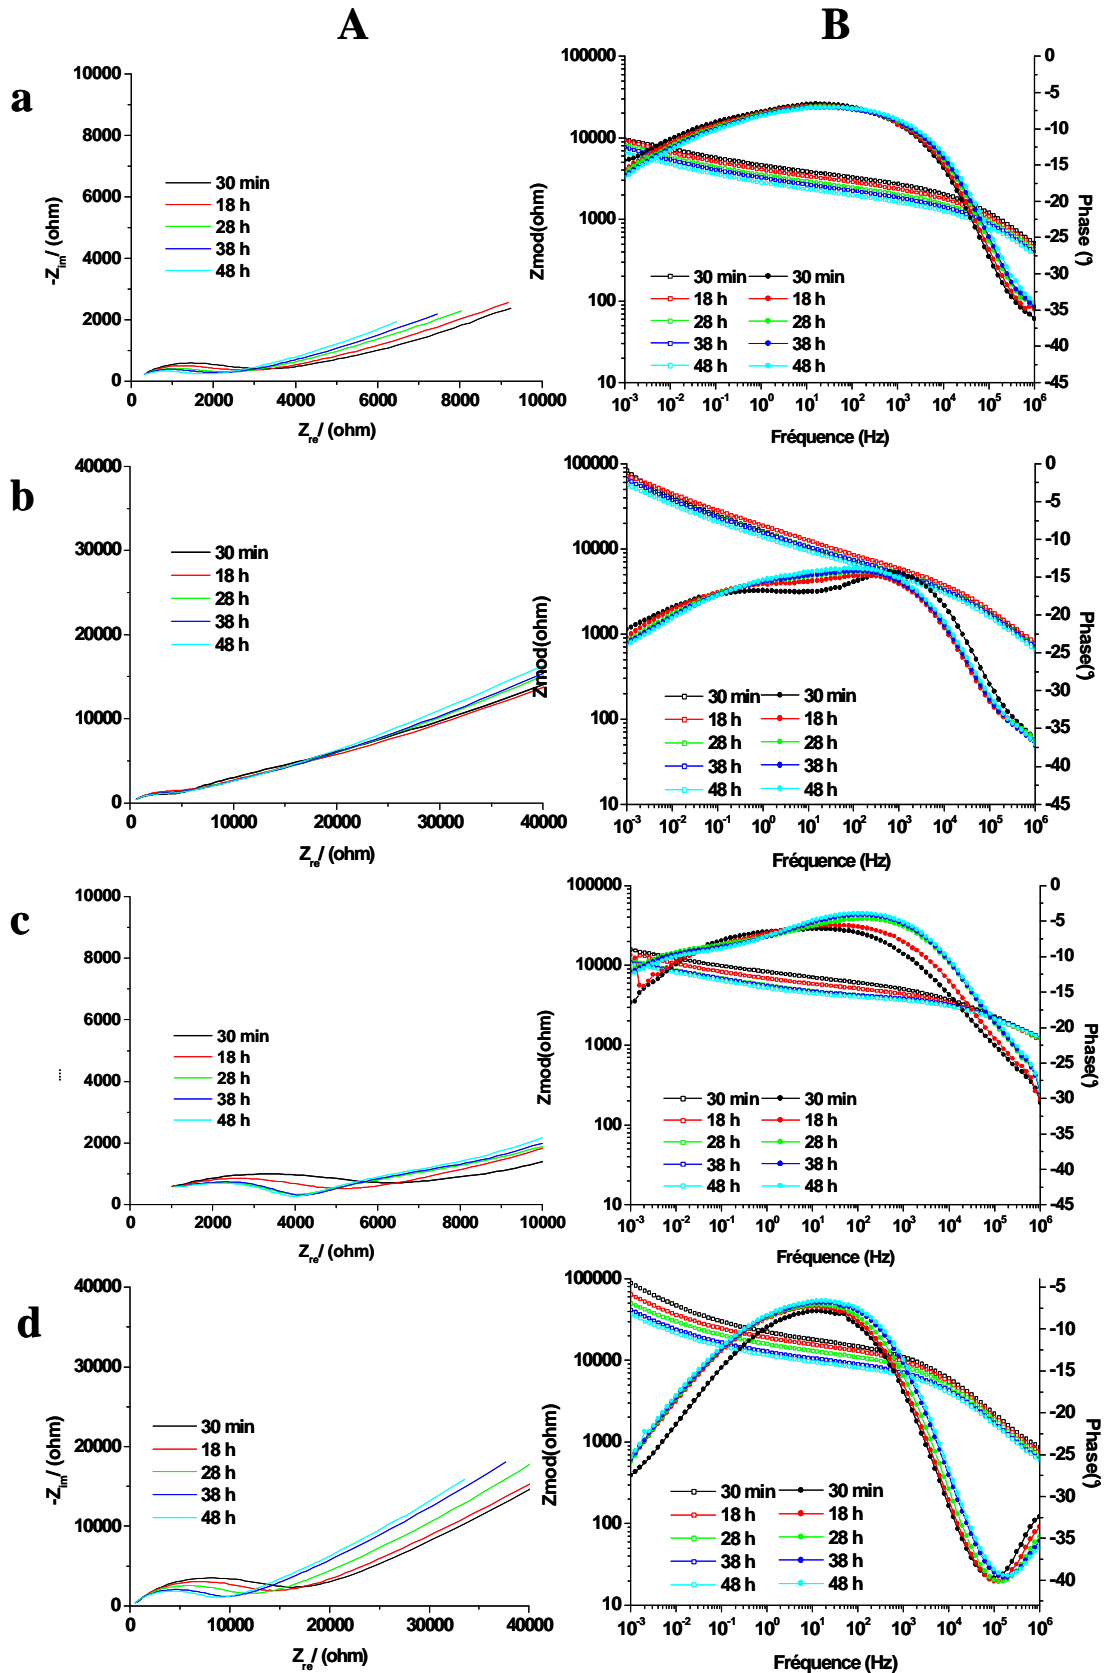 A
B
a
10000
8000
6000
4000
2000
0
-Z_im/ (ohm)
30 min
18 h
28 h
38 h
48 h
0 2000 4000 6000 8000 10000
Z_re/ (ohm)
100000
10000
1000
100
10
Zmod(ohm)
0
-5
-10
-15
-20
-25
-30
-35
-40
-45
Phase (°)
30 min 30 min
18 h 18 h
28 h 28 h
38 h 38 h
48 h 48 h
10^-3 10^-2 10^-1 10^0 10^1 10^2 10^3 10^4 10^5 10^6
Fréquence (Hz)
b
40000
30000
20000
10000
0
30 min
18 h
28 h
38 h
48 h
0 10000 20000 30000 40000
Z_re/ (ohm)
100000
10000
1000
100
10
Zmod(ohm)
0
-5
-10
-15
-20
-25
-30
-35
-40
-45
Phase(°)
30 min 30 min
18 h 18 h
28 h 28 h
38 h 38 h
48 h 48 h
10^-3 10^-2 10^-1 10^0 10^1 10^2 10^3 10^4 10^5 10^6
Fréquence (Hz)
c
10000
8000
6000
4000
2000
0
30 min
18 h
28 h
38 h
48 h
0 2000 4000 6000 8000 10000
Z_re/ (ohm)
100000
10000
1000
100
10
Zmod(ohm)
0
-5
-10
-15
-20
-25
-30
-35
-40
-45
Phase(°)
30 min 30 min
18 h 18 h
28 h 28 h
38 h 38 h
48 h 48 h
10^-3 10^-2 10^-1 10^0 10^1 10^2 10^3 10^4 10^5 10^6
Fréquence (Hz)
d
40000
30000
20000
10000
0
-Z_im/ (ohm)
30 min
18 h
28 h
38 h
48 h
0 10000 20000 30000 40000
Z_re/ (ohm)
100000
10000
1000
100
10
Zmod(ohm)
-5
-10
-15
-20
-25
-30
-35
-40
Phase(°)
30 min 30 min
18 h 18 h
28 h 28 h
38 h 38 h
48 h 48 h
10^-3 10^-2 10^-1 10^0 10^1 10^2 10^3 10^4 10^5 10^6
Fréquence (Hz)